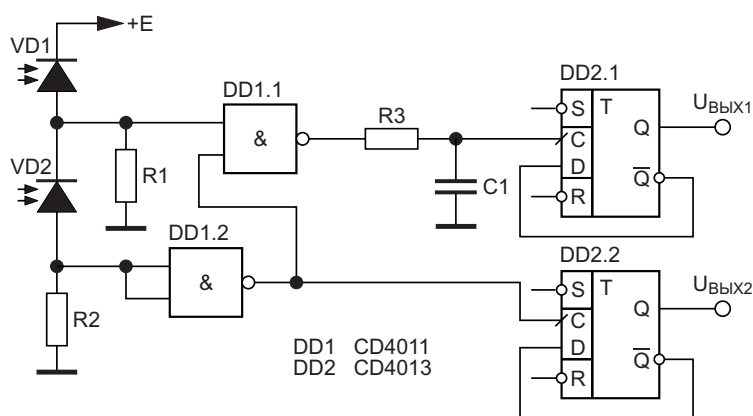 +E
VD1
DD1.1
&
R3
DD2.1
S T
C
D
R
Q
Q
UВЫХ1
VD2
R1
C1
DD1.2
&
R2
DD2.2
S T
C
D
R
Q
Q
UВЫХ2
DD1 CD4011
DD2 CD4013